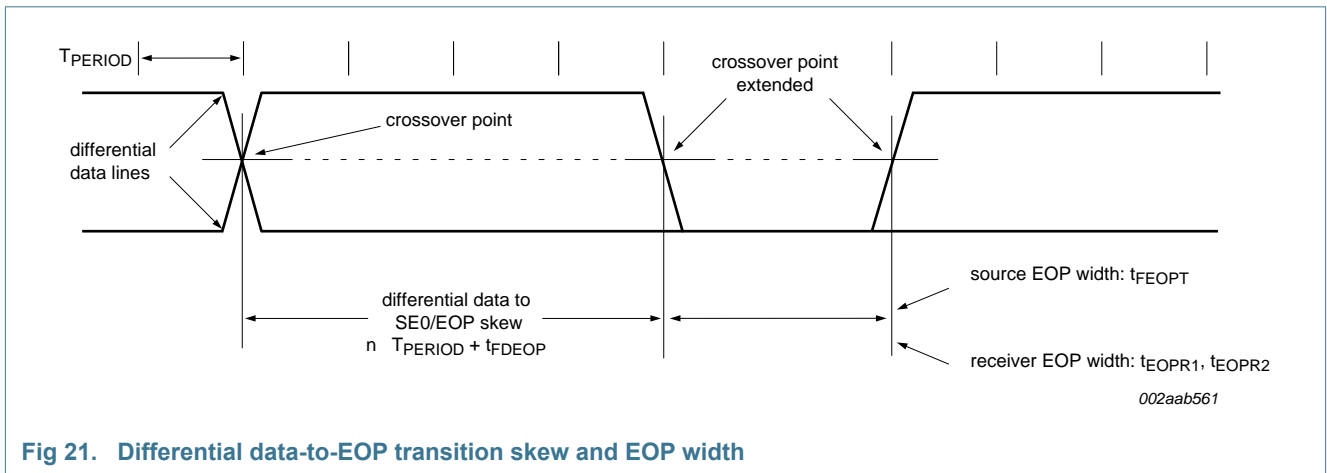 TPERIOD
crossover point
extended
crossover point
differential
data lines
source EOP width: tFEOPT
differential data to
SE0/EOP skew
n TPERIOD + tFDEOP
receiver EOP width: tEOPR1, tEOPR2
002aab561
Fig 21. Differential data-to-EOP transition skew and EOP width